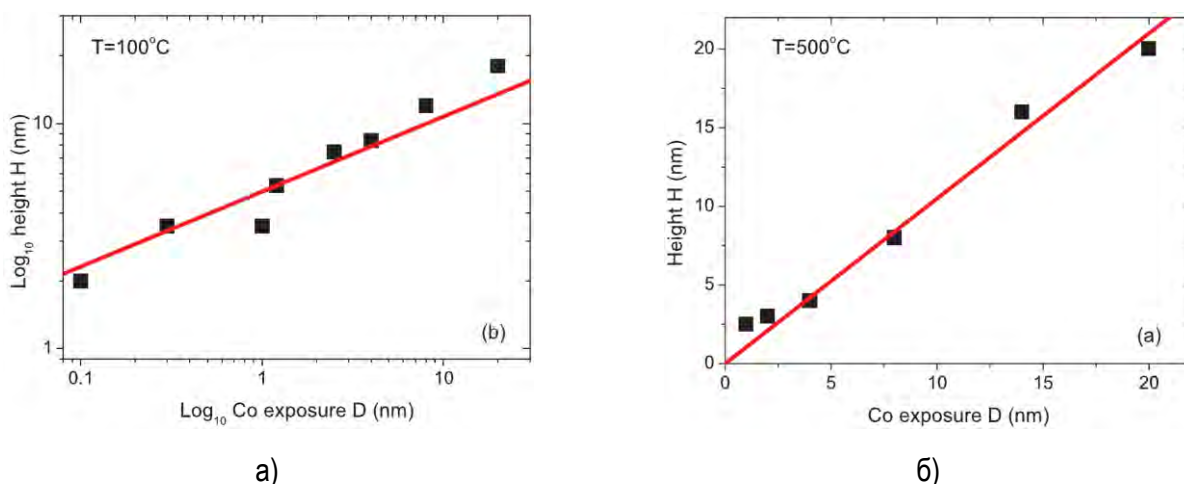 T=100°C
10
1
0.1
1
10
Log₁₀ height H (nm)
Log₁₀ Co exposure D (nm)
(b)
а)
T=500°C
20
15
10
5
0
0
5
10
15
20
Height H (nm)
Co exposure D (nm)
(a)
б)